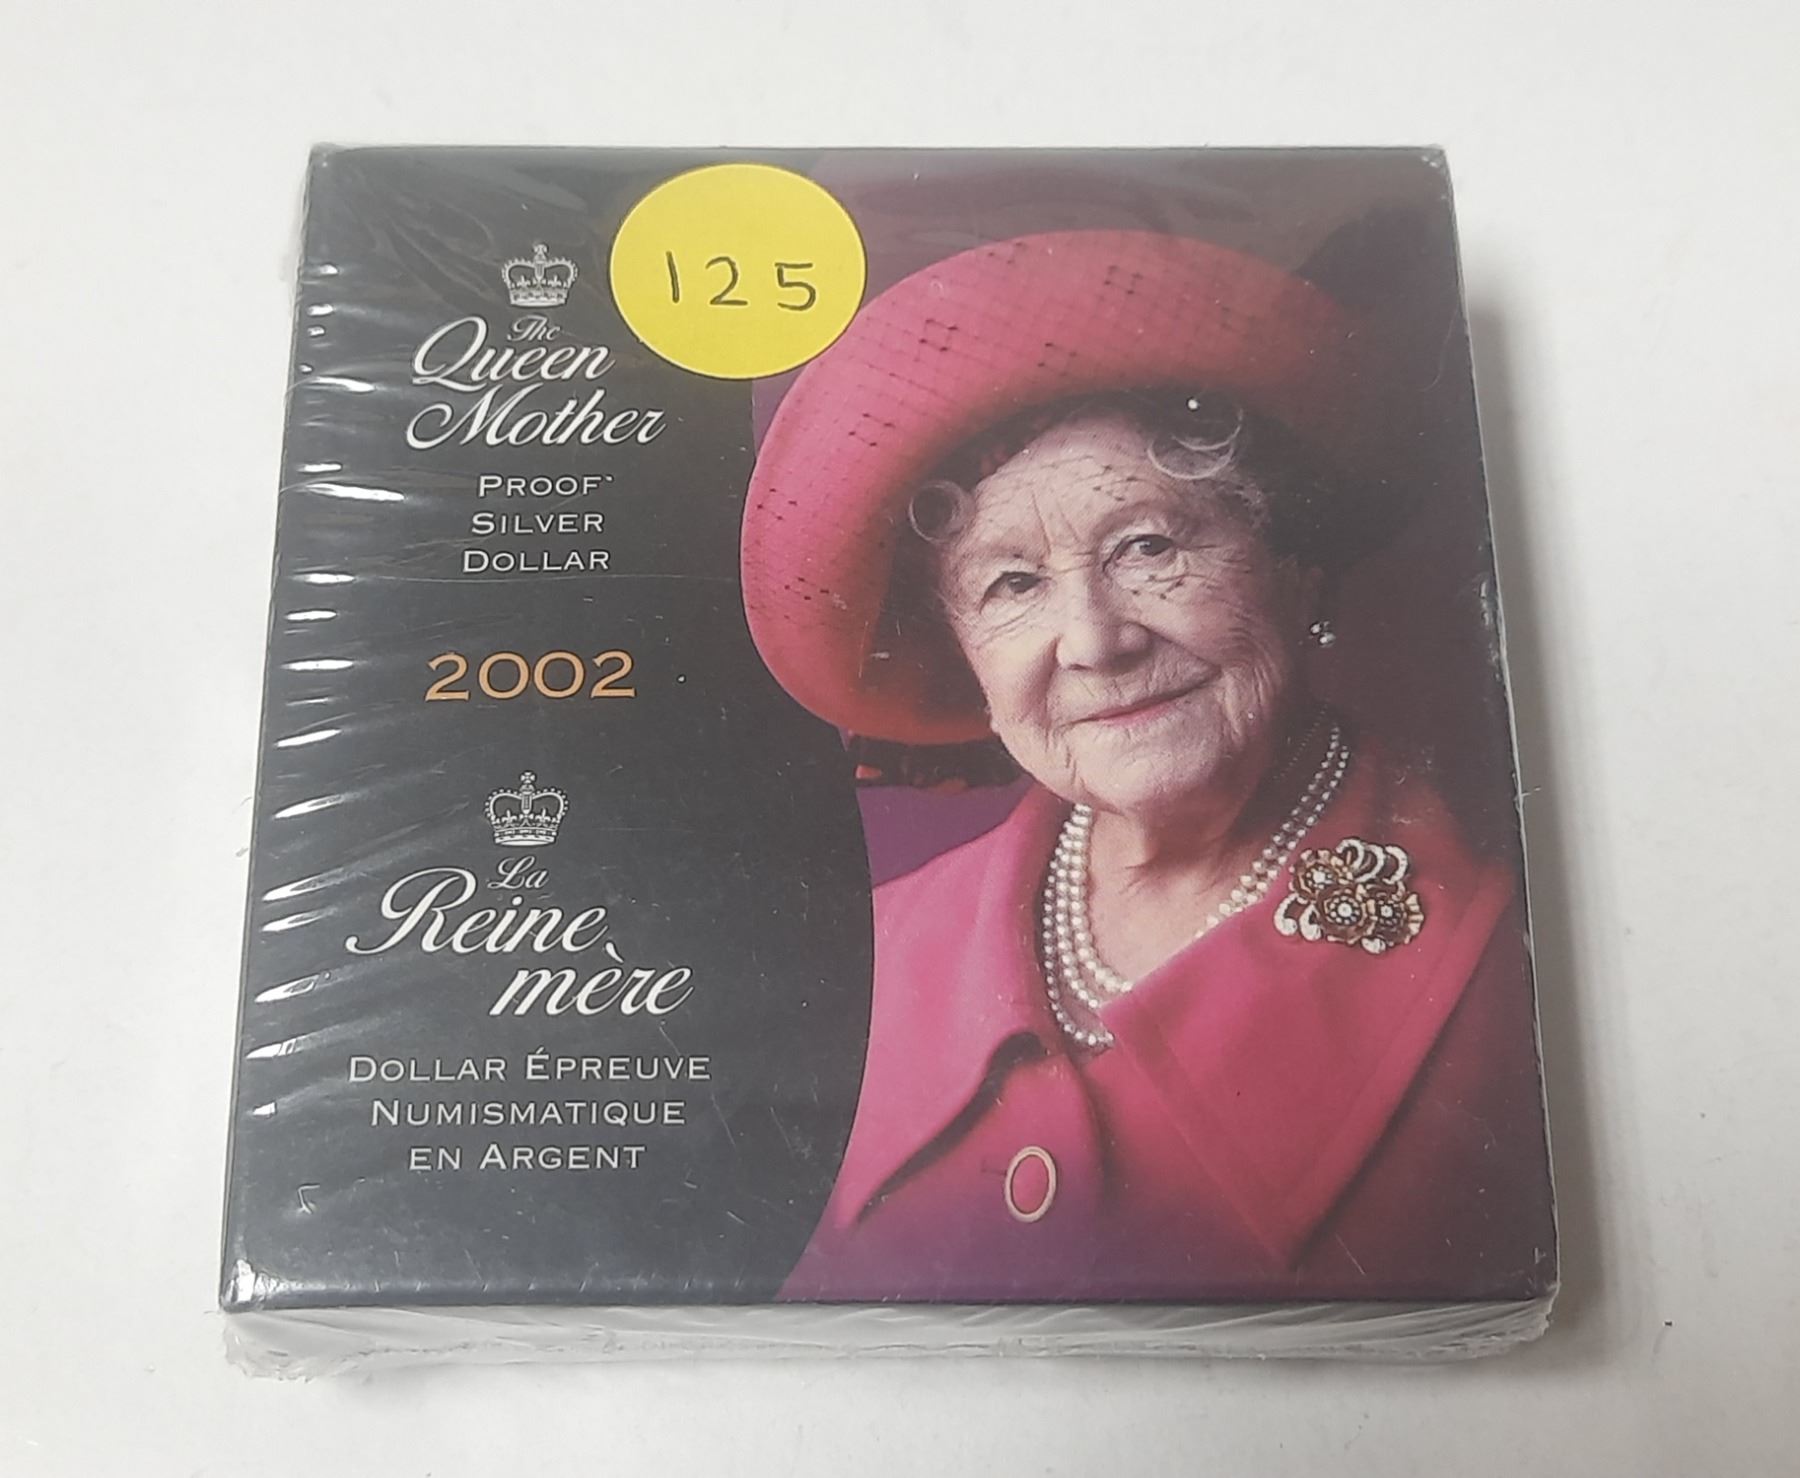 125
The
Queen
Mother
PROOF
SILVER
DOLLAR
2002
La
Reine
mère
DOLLAR ÉPREUVE
NUMISMATIQUE
EN ARGENT